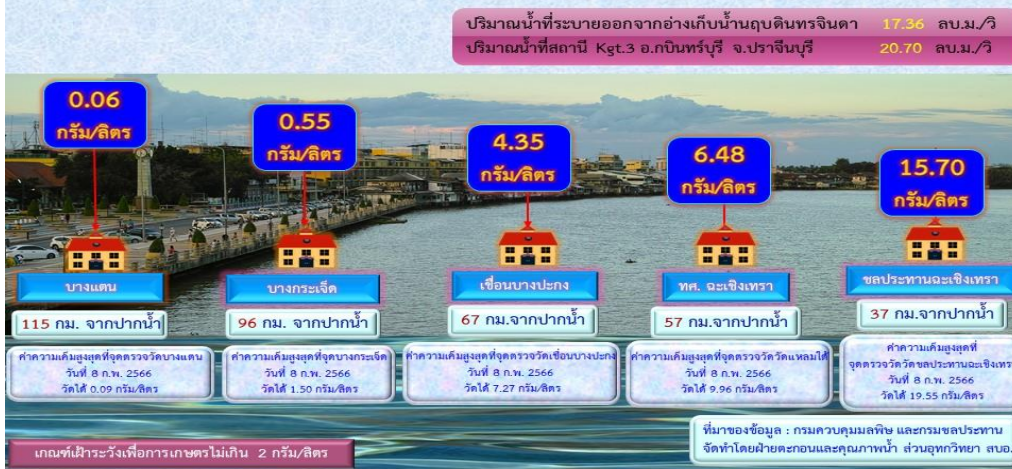 ปริมาณน้ำที่ระบายออกจากอ่างเก็บน้ำนฤบดินทรจินดา 17.36 ลบ.ม./วิ
ปริมาณน้ำที่สถานี Kgt.3 อ.กบินทร์บุรี จ.ปราจีนบุรี 20.70 ลบ.ม./วิ
0.06
กรัม/ลิตร
0.55
กรัม/ลิตร
4.35
กรัม/ลิตร
6.48
กรัม/ลิตร
15.70
กรัม/ลิตร
บางแตน
บางกระเจ็ด
เขื่อนบางปะกง
ทศ. ฉะเชิงเทรา
ชลประทานฉะเชิงเทรา
115 กม. จากปากน้ำ
96 กม. จากปากน้ำ
67 กม.จากปากน้ำ
57 กม.จากปากน้ำ
37 กม.จากปากน้ำ
ค่าความเค็มสูงสุดที่จุดตรวจวัดบางแตน
วันที่ 8 ก.พ. 2566
วัดได้ 0.09 กรัม/ลิตร
ค่าความเค็มสูงสุดที่จุดบางกระเจ็ด
วันที่ 8 ก.พ. 2566
วัดได้ 1.50 กรัม/ลิตร
ค่าความเค็มสูงสุดที่จุดตรวจวัดเขื่อนบางปะกง
วันที่ 8 ก.พ. 2566
วัดได้ 7.27 กรัม/ลิตร
ค่าความเค็มสูงสุดที่จุดตรวจวัดวัดแหลมใต้
วันที่ 8 ก.พ. 2566
วัดได้ 9.96 กรัม/ลิตร
ค่าความเค็มสูงสุดที่
จุดตรวจวัดวัดชลประทานฉะเชิงเทรา
วันที่ 8 ก.พ. 2566
วัดได้ 19.55 กรัม/ลิตร
เกณฑ์เฝ้าระวังเพื่อการเกษตรไม่เกิน 2 กรัม/ลิตร
ที่มาของข้อมูล : กรมควบคุมมลพิษ และกรมชลประทาน
จัดทำโดยฝ่ายตะกอนและคุณภาพน้ำ ส่วนอุทกวิทยา สบอ.